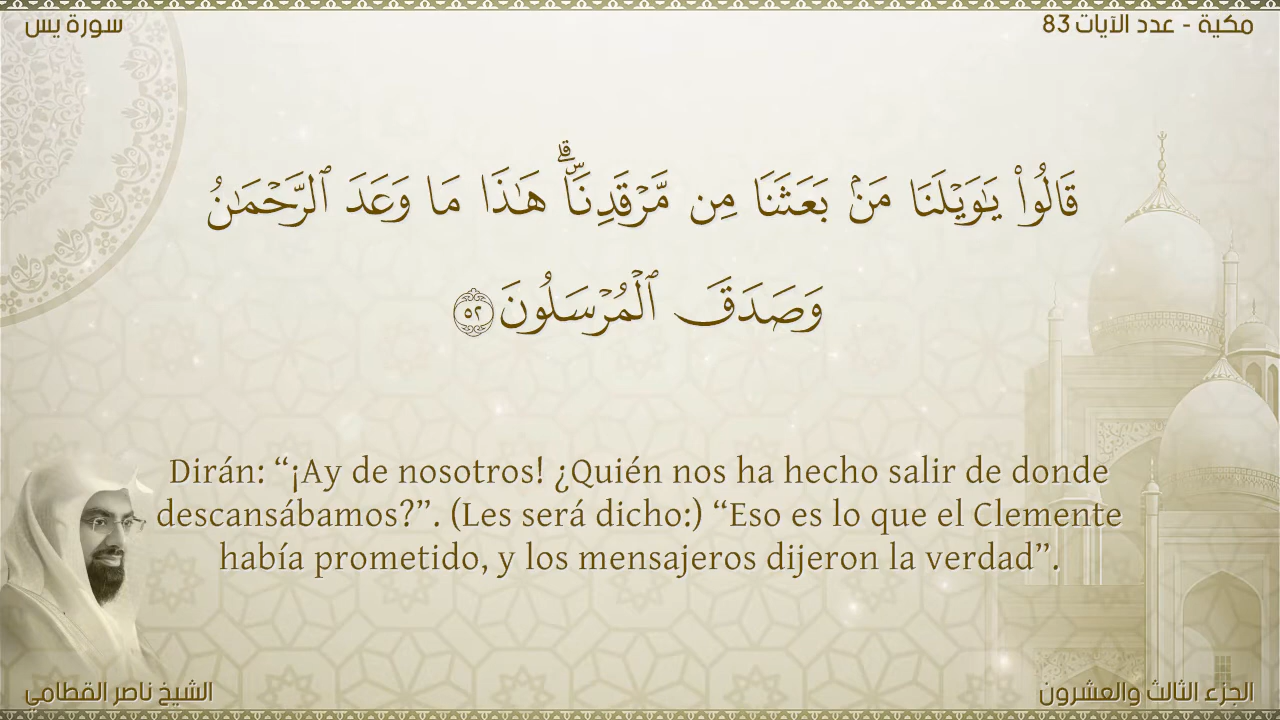 سورة يس
مكية - عدد الآيات 83
قَالُوا۟ يَـٰوَيْلَنَا مَنۢ بَعَثَنَا مِن مَّرْقَدِنَا ۜ ۗ هَـٰذَا مَا وَعَدَ ٱلرَّحْمَـٰنُ
وَصَدَقَ ٱلْمُرْسَلُونَ ٥٢
Dirán: “¡Ay de nosotros! ¿Quién nos ha hecho salir de donde
descansábamos?”. (Les será dicho:) “Eso es lo que el Clemente
había prometido, y los mensajeros dijeron la verdad”.
الشيخ ناصر القطامي
الجزء الثالث والعشرون